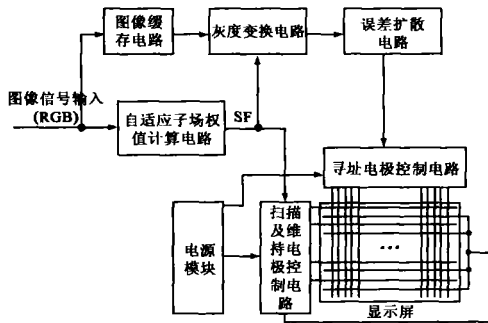 图像缓
存电路
灰度变换电路
误差扩散
电路
图像信号输入
(RGB)
自适应子场权
值计算电路
SF
寻址电极控制电路
电源
模块
扫描
及维
持电
极控
制电
路
...
显示屏